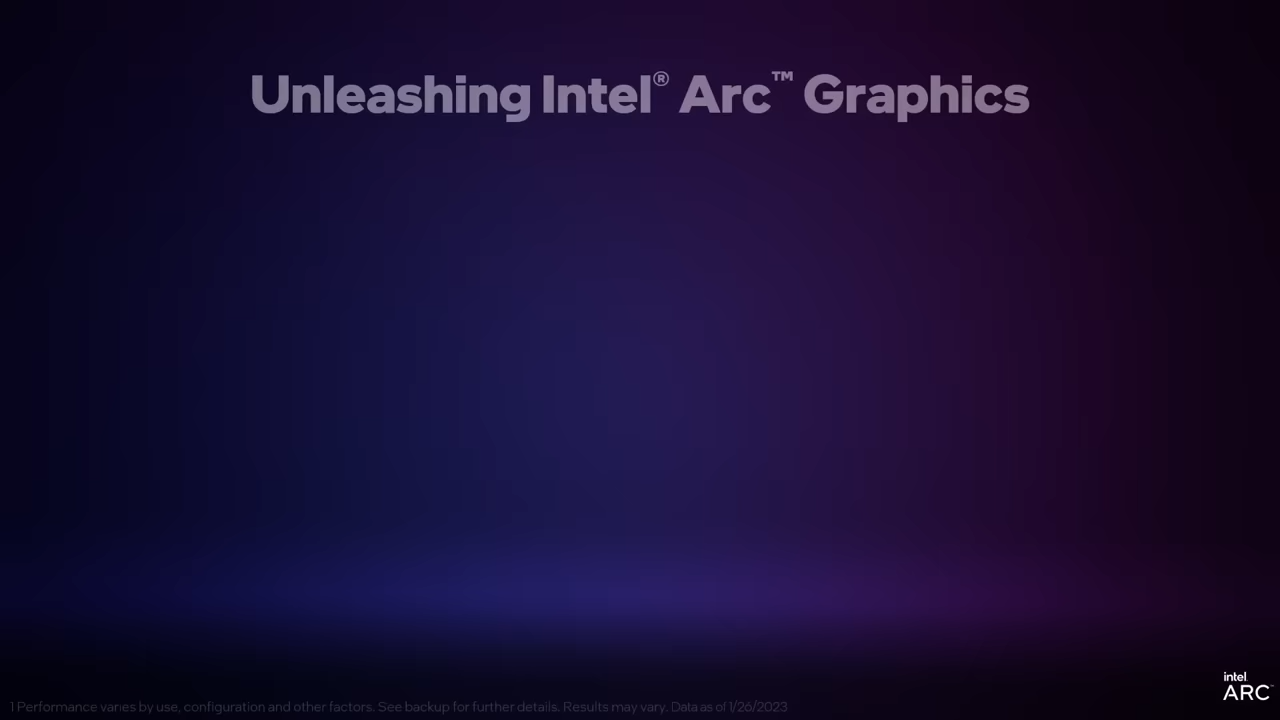 Unleashing Intel® Arc™ Graphics
intel
ARC™
1 Performance varies by use, configuration and other factors. See backup for further details. Results may vary. Data as of 1/26/2023